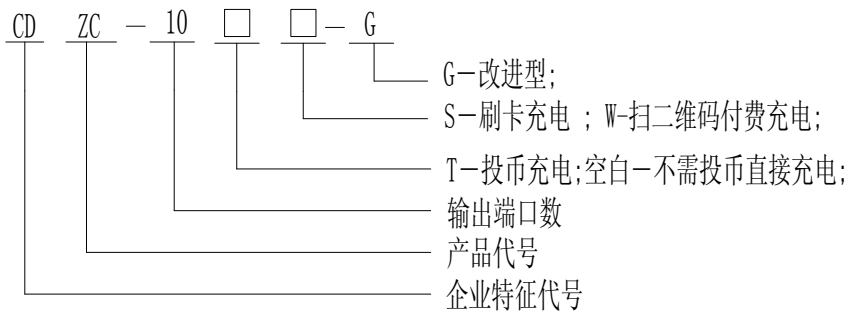 CD ZC - 10 □ □ - G
G-改进型;
S-刷卡充电 ; W-扫二维码付费充电;
T-投币充电;空白-不需投币直接充电;
输出端口数
产品代号
企业特征代号